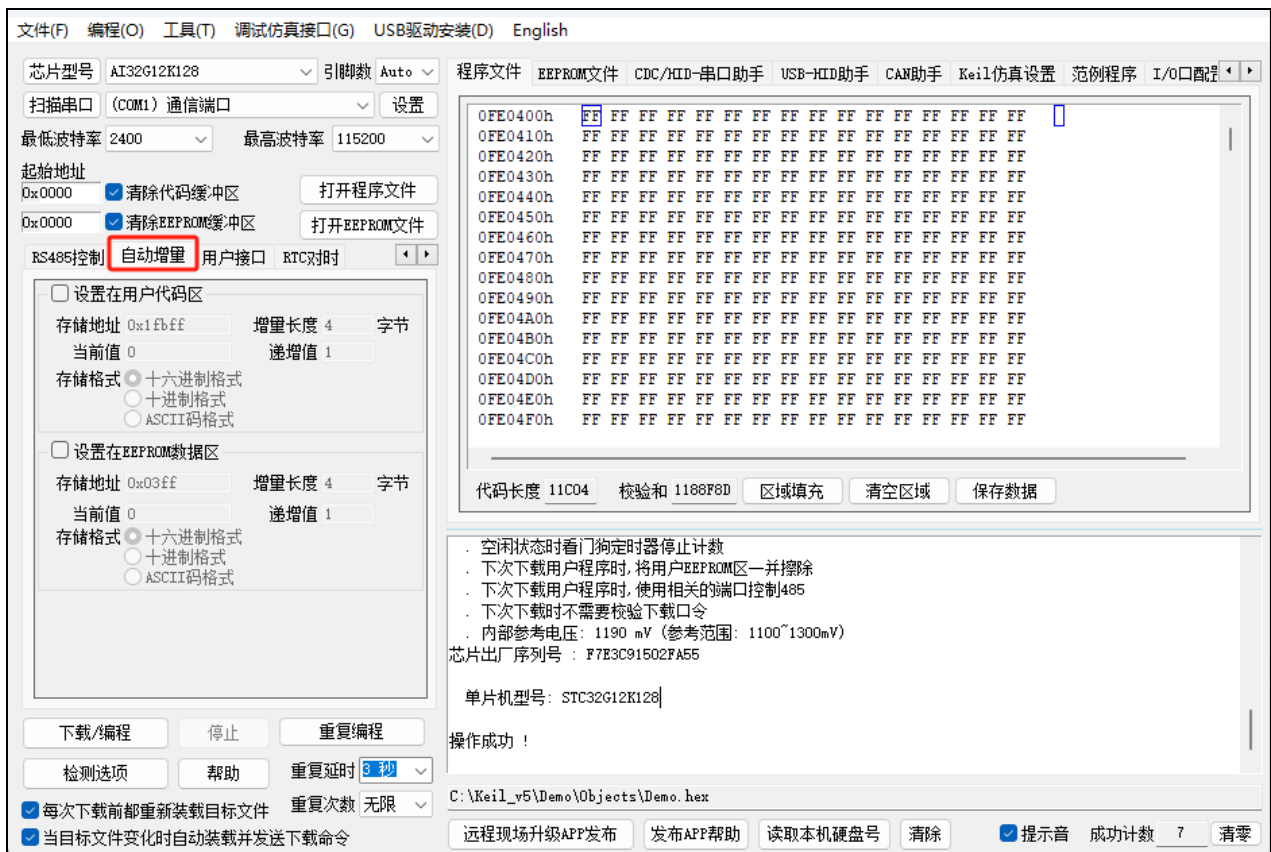 文件(F) 编程(O) 工具(T) 调试仿真接口(G) USB驱动安装(D) English
芯片型号 AI32G12K128 引脚数 Auto
扫描串口 (COM1) 通信端口 设置
最低波特率 2400 最高波特率 115200
起始地址
0x0000 清除代码缓冲区 打开程序文件
0x0000 清除EEPROM缓冲区 打开EEPROM文件
RS485控制 自动增量 用户接口 RTC对时
设置在用户代码区
存储地址 0x1fbff 增量长度 4 字节
当前值 0 递增值 1
存储格式 十六进制格式
十进制格式
ASCII码格式
设置在EEPROM数据区
存储地址 0x03ff 增量长度 4 字节
当前值 0 递增值 1
存储格式 十六进制格式
十进制格式
ASCII码格式
下载/编程 停止 重复编程
检测选项 帮助 重复延时 3 秒
每次下载前都重新装载目标文件 重复次数 无限
当目标文件变化时自动装载并发送下载命令
程序文件 EEPROM文件 CDC/HID-串口助手 USB-HID助手 CAN助手 Keil仿真设置 范例程序 I/O口配
0FE0400h FF FF FF FF FF FF FF FF FF FF FF FF FF FF FF FF
0FE0410h FF FF FF FF FF FF FF FF FF FF FF FF FF FF FF FF
0FE0420h FF FF FF FF FF FF FF FF FF FF FF FF FF FF FF FF
0FE0430h FF FF FF FF FF FF FF FF FF FF FF FF FF FF FF FF
0FE0440h FF FF FF FF FF FF FF FF FF FF FF FF FF FF FF FF
0FE0450h FF FF FF FF FF FF FF FF FF FF FF FF FF FF FF FF
0FE0460h FF FF FF FF FF FF FF FF FF FF FF FF FF FF FF FF
0FE0470h FF FF FF FF FF FF FF FF FF FF FF FF FF FF FF FF
0FE0480h FF FF FF FF FF FF FF FF FF FF FF FF FF FF FF FF
0FE0490h FF FF FF FF FF FF FF FF FF FF FF FF FF FF FF FF
0FE04A0h FF FF FF FF FF FF FF FF FF FF FF FF FF FF FF FF
0FE04B0h FF FF FF FF FF FF FF FF FF FF FF FF FF FF FF FF
0FE04C0h FF FF FF FF FF FF FF FF FF FF FF FF FF FF FF FF
0FE04D0h FF FF FF FF FF FF FF FF FF FF FF FF FF FF FF FF
0FE04E0h FF FF FF FF FF FF FF FF FF FF FF FF FF FF FF FF
0FE04F0h FF FF FF FF FF FF FF FF FF FF FF FF FF FF FF FF
代码长度 11C04 校验和 1188F8D 区域填充 清空区域 保存数据
. 空闲状态时看门狗定时器停止计数
. 下次下载用户程序时,将用户EEPROM区一并擦除
. 下次下载用户程序时,使用相关的端口控制485
. 下次下载时不需要校验下载口令
. 内部参考电压: 1190 mV (参考范围: 1100~1300mV)
芯片出厂序列号 : F7E3C91502FA55
单片机型号: STC32G12K128
操作成功 !
C:\Keil_v5\Demo\Objects\Demo.hex
远程现场升级APP发布 发布APP帮助 读取本机硬盘号 清除 提示音 成功计数 7 清零